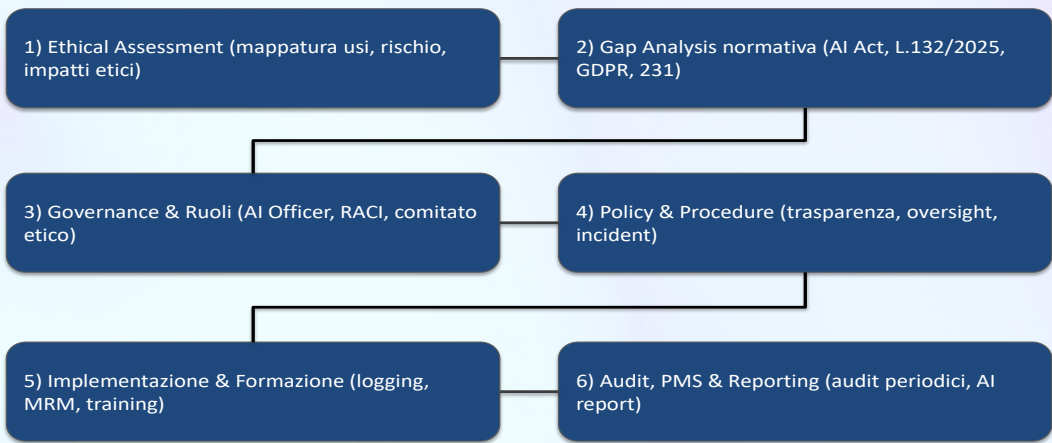 1) Ethical Assessment (mappatura usi, rischio,
impatti etici)
2) Gap Analysis normativa (AI Act, L.132/2025,
GDPR, 231)
3) Governance & Ruoli (AI Officer, RACI, comitato
etico)
4) Policy & Procedure (trasparenza, oversight,
incident)
5) Implementazione & Formazione (logging,
MRM, training)
6) Audit, PMS & Reporting (audit periodici, AI
report)